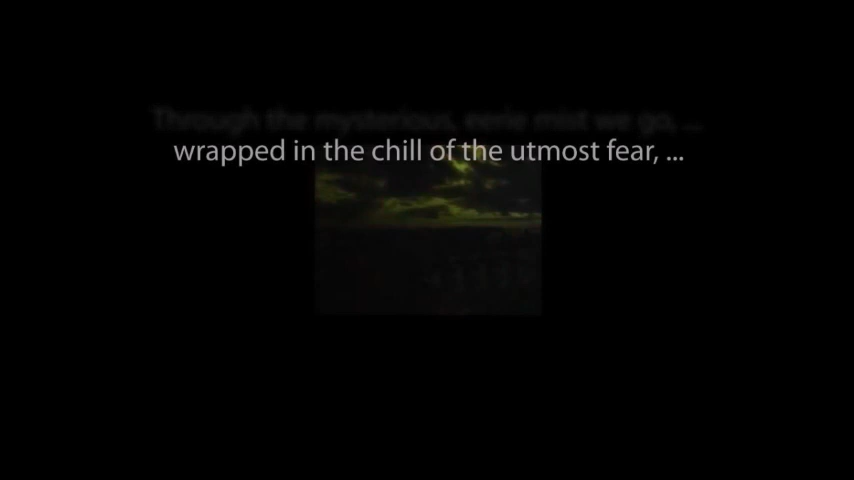 Through the mysterious, eerie mist we go, ...
wrapped in the chill of the utmost fear, ...